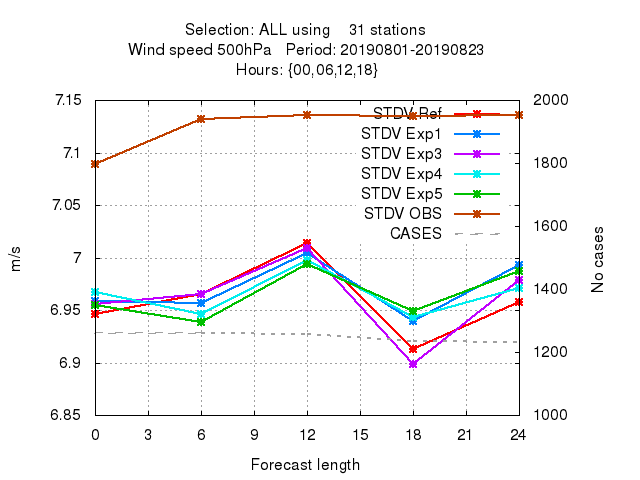 Selection: ALL using 31 stations
Wind speed 500hPa Period: 20190801-20190823
Hours: {00,06,12,18}
7.15
7.1
7.05
7
6.95
6.9
6.85
m/s
STDV Ref
STDV Exp1
STDV Exp3
STDV Exp4
STDV Exp5
STDV OBS
CASES
2000
1800
1600
1400
1200
1000
No cases
0 3 6 9 12 15 18 21 24
Forecast length